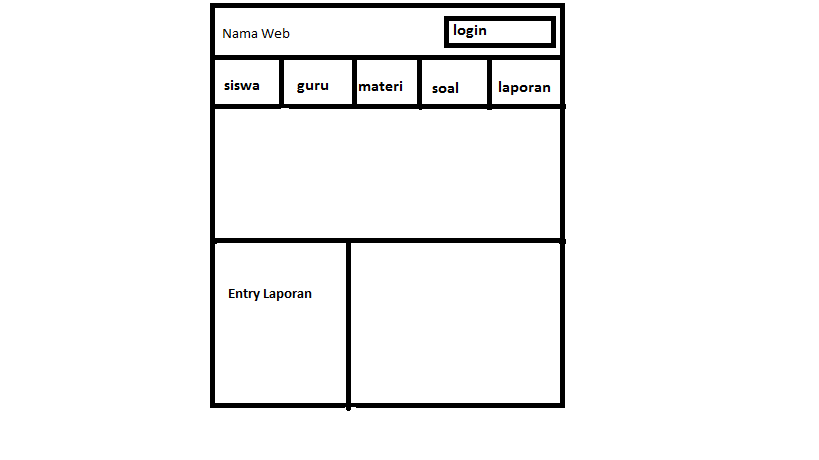 Nama Web
login
siswa
guru
materi
soal
laporan
Entry Laporan